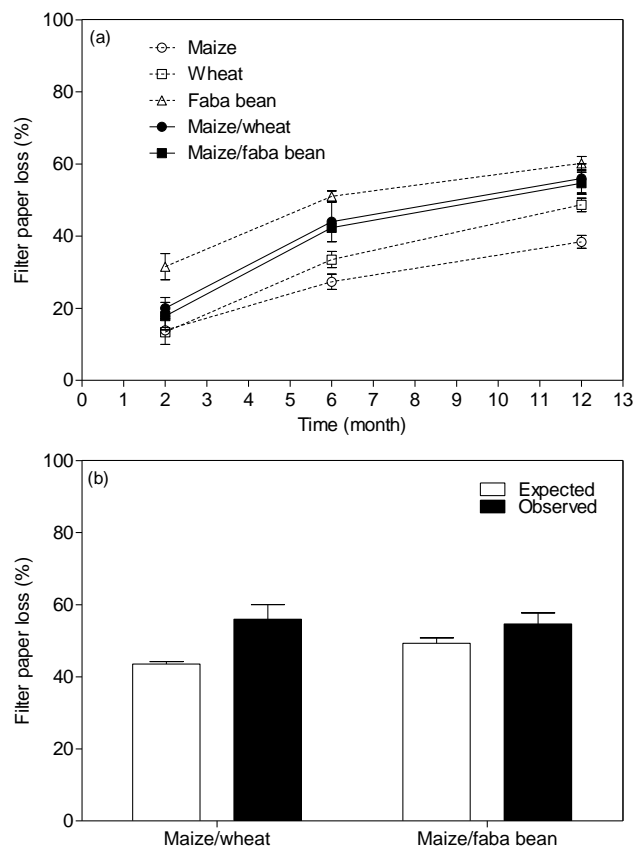 (a)
Maize
Wheat
Faba bean
Maize/wheat
Maize/faba bean
Filter paper loss (%)
100
80
60
40
20
0
0 1 2 3 4 5 6 7 8 9 10 11 12 13
Time (month)
(b)
Expected
Observed
Filter paper loss (%)
100
80
60
40
20
0
Maize/wheat Maize/faba bean